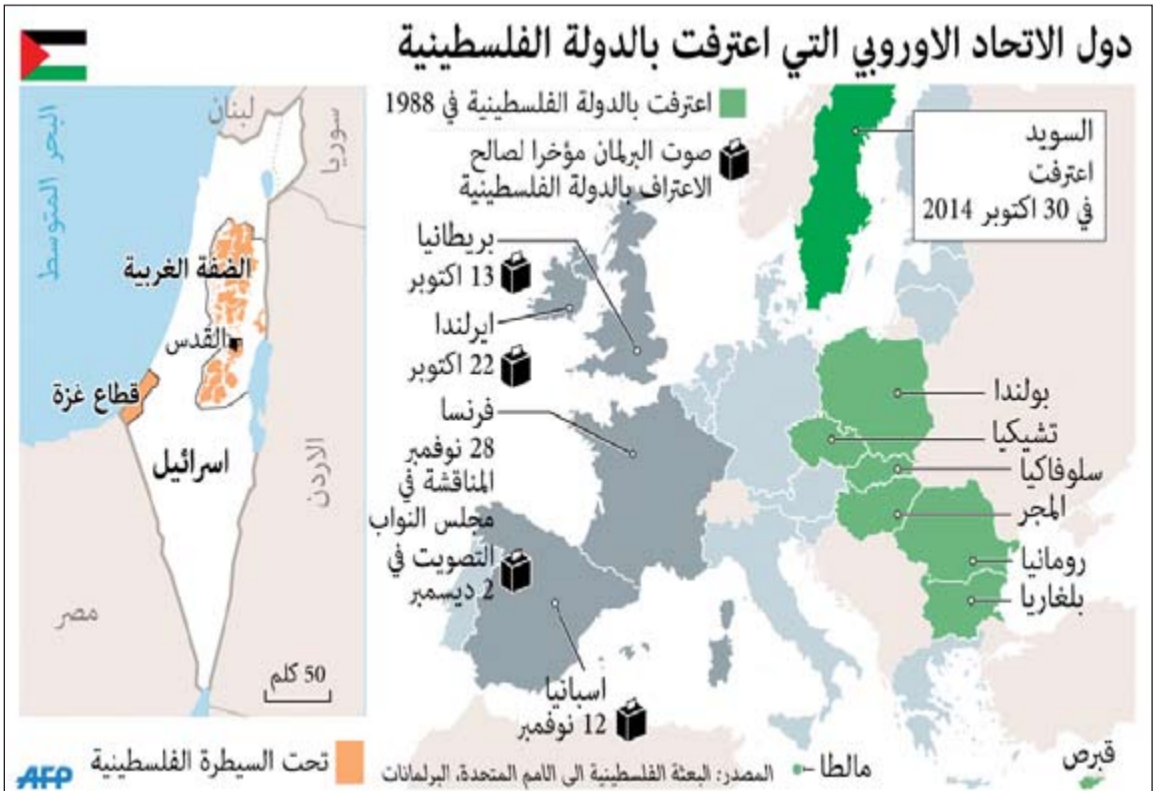 دول الاتحاد الاوروبي التي اعترفت بالدولة الفلسطينية
اعترفت بالدولة الفلسطينية في 1988
صوت البرلمان مؤخرا لصالح
الاعتراف بالدولة الفلسطينية
السويد
اعترفت
في 30 اكتوبر 2014
بريطانيا
13 اكتوبر
ايرلندا
22 اكتوبر
فرنسا
28 نوفمبر
المناقشة في
مجلس النواب
التصويت في
2 ديسمبر
اسبانيا
12 نوفمبر
بولندا
تشيكيا
سلوفاكيا
المجر
رومانيا
بلغاريا
قبرص
مالطا
المصدر: البعثة الفلسطينية الى الامم المتحدة، البرلمانات
البحر المتوسط
لبنان
سوريا
الضفة الغربية
القدس
قطاع غزة
اسرائيل
الاردن
مصر
50 كلم
تحت السيطرة الفلسطينية
AFP